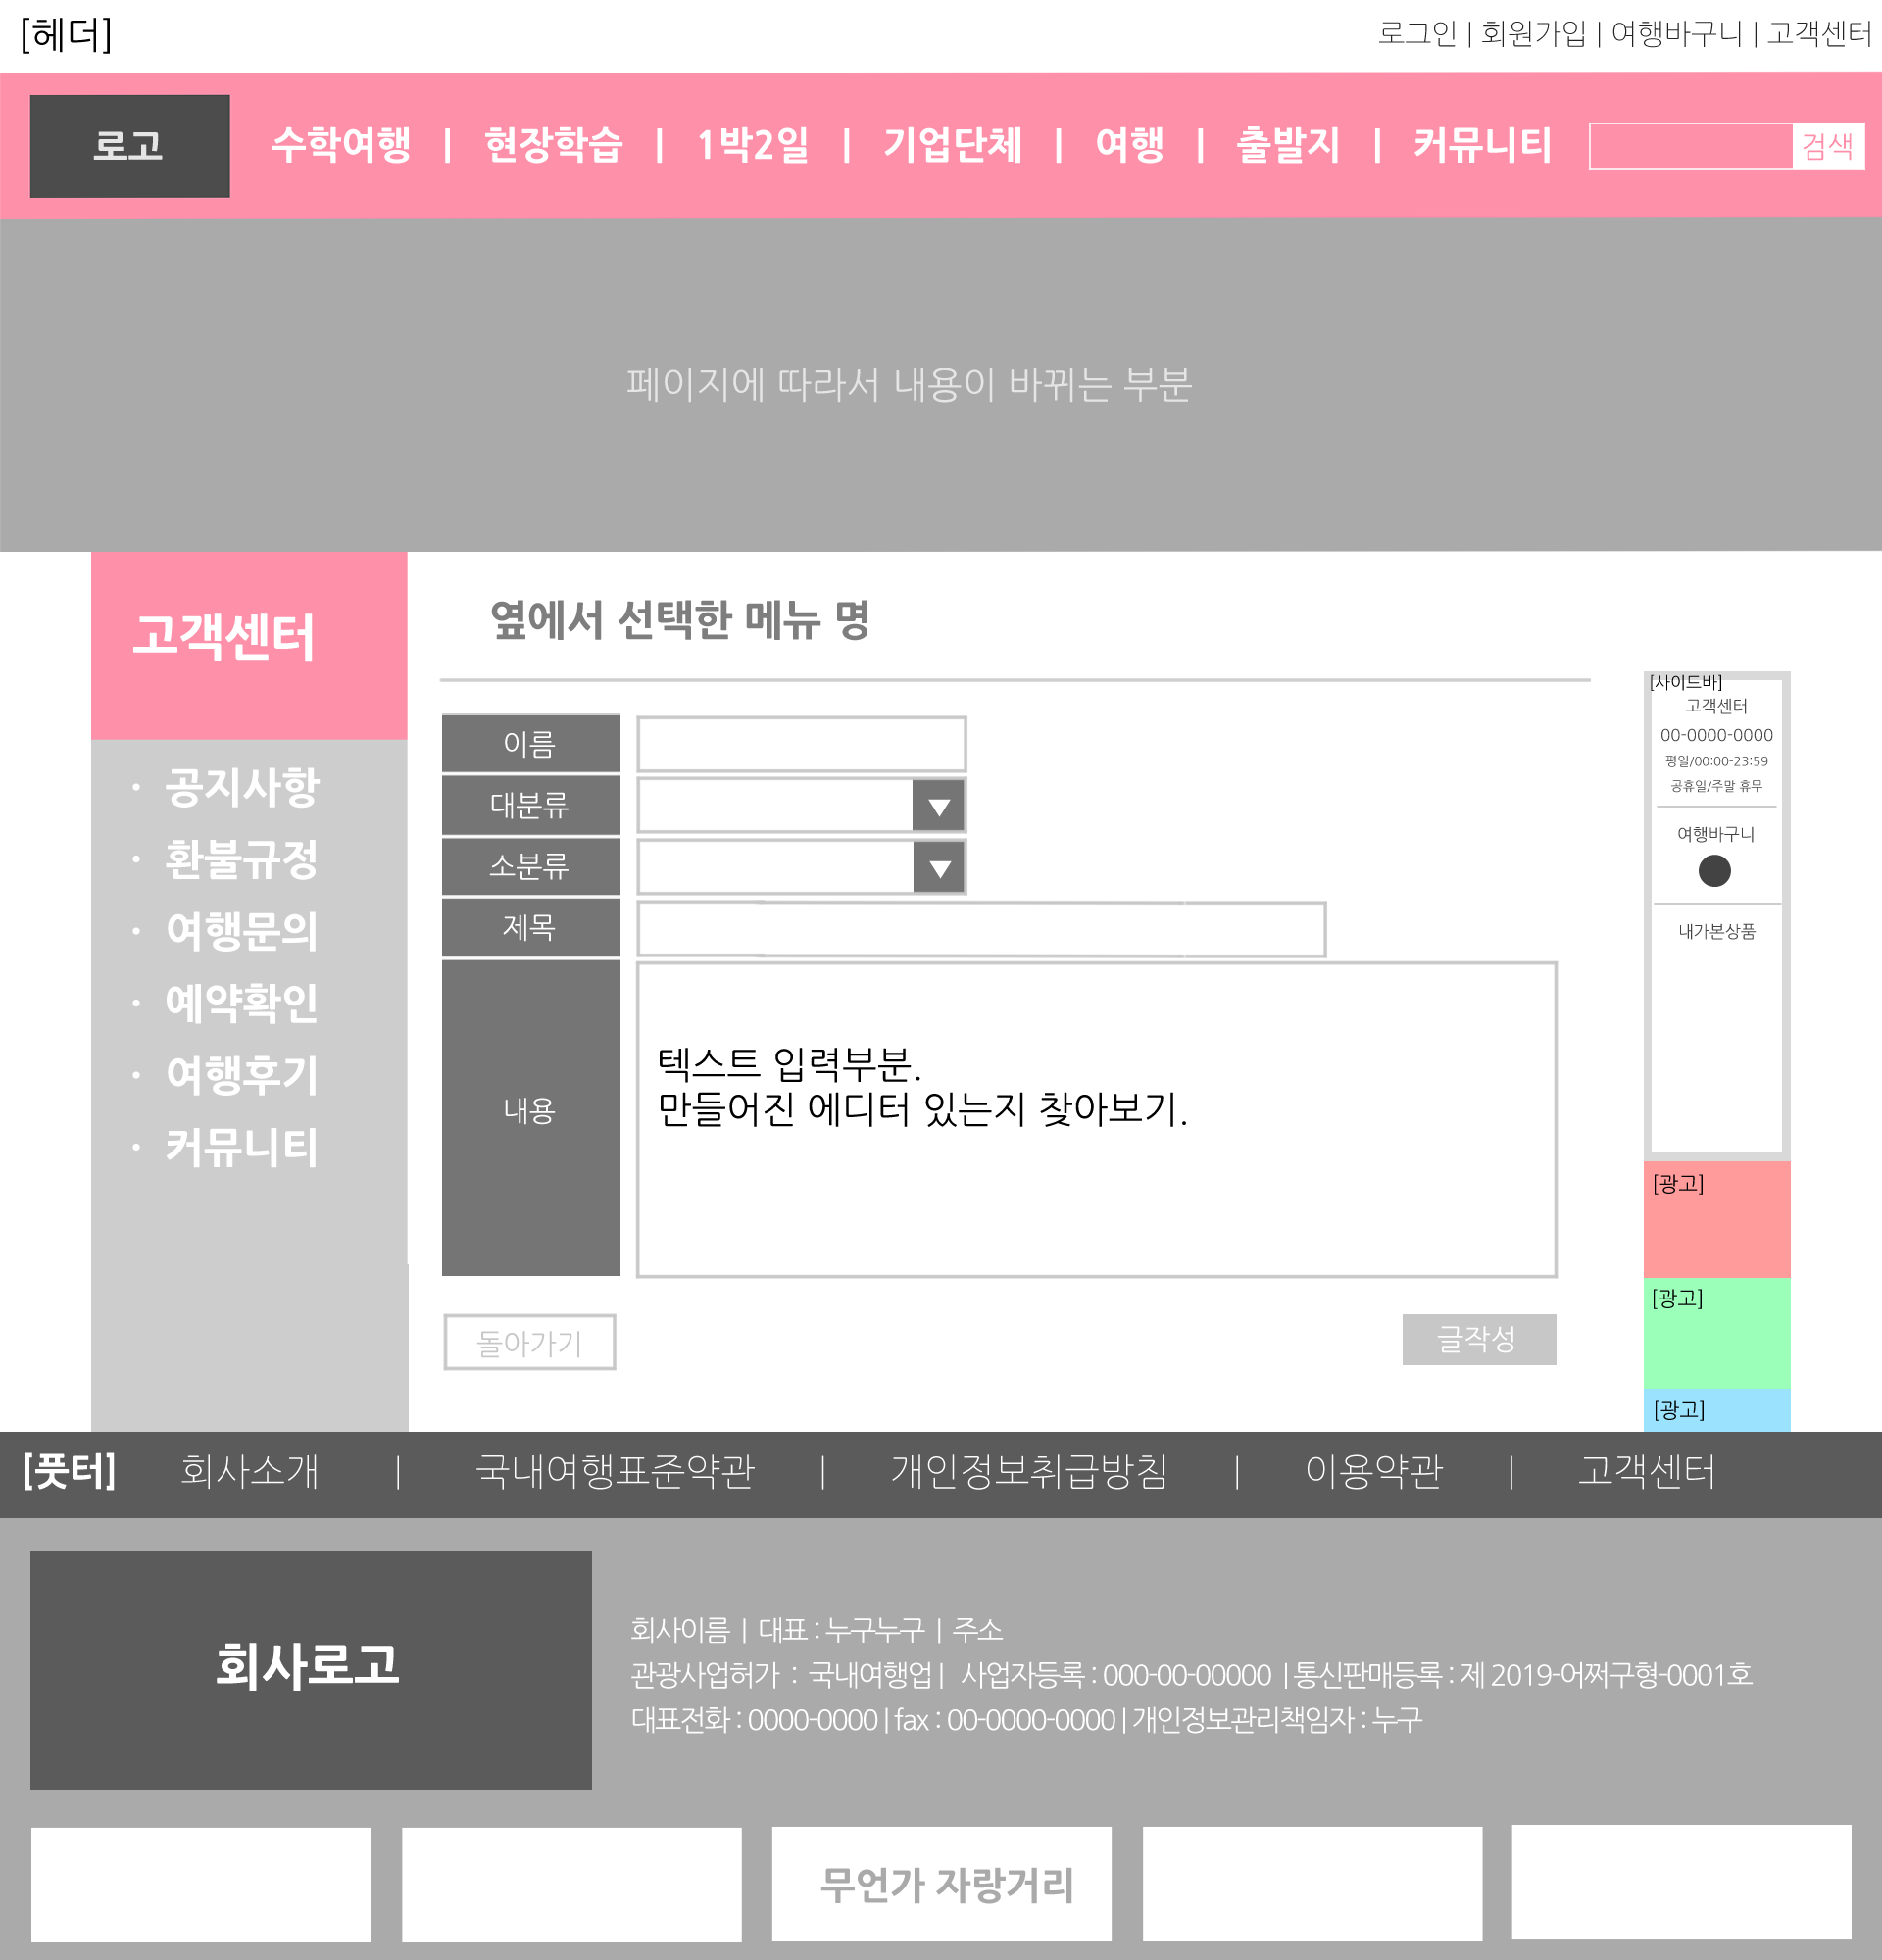 [헤더]
로그인 | 회원가입 | 여행바구니 | 고객센터
로고
수학여행 | 현장학습 | 1박2일 | 기업단체 | 여행 | 출발지 | 커뮤니티
검색
페이지에 따라서 내용이 바뀌는 부분
고객센터
· 공지사항
· 환불규정
· 여행문의
· 예약확인
· 여행후기
· 커뮤니티
옆에서 선택한 메뉴 명
이름
대분류
▼
소분류
▼
제목
내용
텍스트 입력부분.
만들어진 에디터 있는지 찾아보기.
돌아가기
글작성
[사이드바]
고객센터
00-0000-0000
평일/00:00-23:59
공휴일/주말 휴무
여행바구니
내가본상품
[광고]
[광고]
[광고]
[풋터] 회사소개 | 국내여행표준약관 | 개인정보취급방침 | 이용약관 | 고객센터
회사로고
회사이름 | 대표 : 누구누구 | 주소
관광사업허가 : 국내여행업 | 사업자등록 : 000-00-00000 | 통신판매등록 : 제 2019-어쩌구형-0001호
대표전화 : 0000-0000 | fax : 00-0000-0000 | 개인정보관리책임자 : 누구
무언가 자랑거리